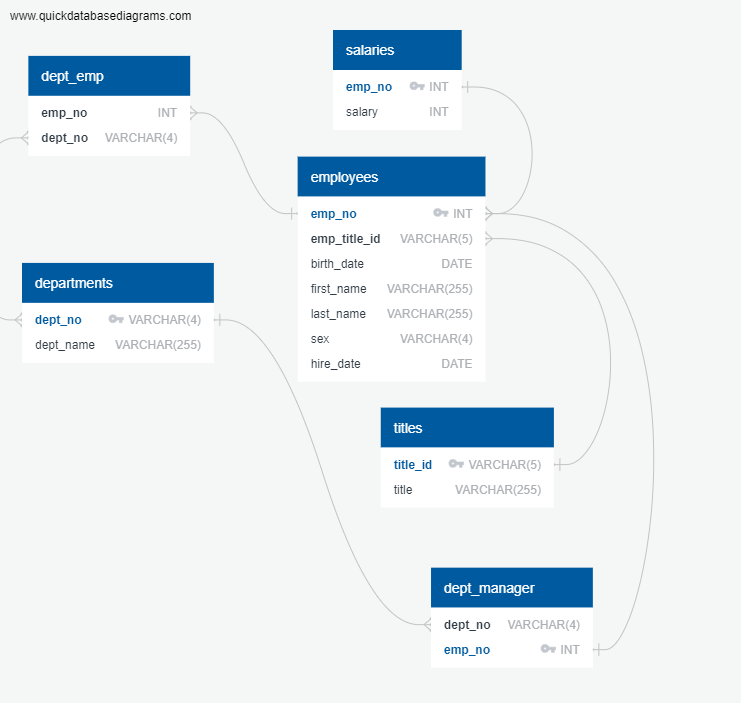 www.quickdatabasediagrams.com
salaries
emp_no INT
salary INT
dept_emp
emp_no INT
dept_no VARCHAR(4)
employees
emp_no INT
emp_title_id VARCHAR(5)
birth_date DATE
first_name VARCHAR(255)
last_name VARCHAR(255)
sex VARCHAR(4)
hire_date DATE
departments
dept_no VARCHAR(4)
dept_name VARCHAR(255)
titles
title_id VARCHAR(5)
title VARCHAR(255)
dept_manager
dept_no VARCHAR(4)
emp_no INT